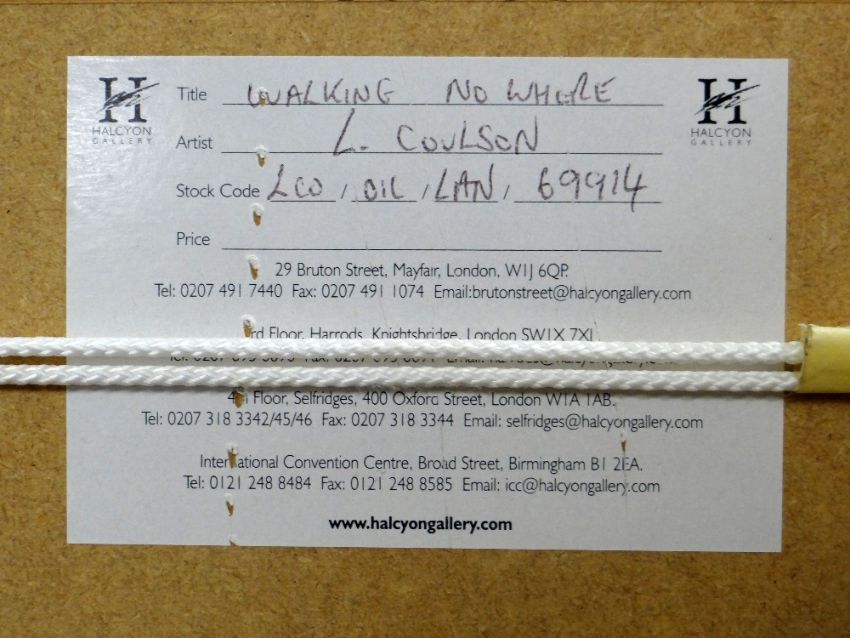 H
HALCYON
GALLERY
H
HALCYON
GALLERY
Title WALKING NO WHERE
Artist L. COULSON
Stock Code LCO / OIL / LAN / 69914
Price
29 Bruton Street, Mayfair, London, W1J 6QP.
Tel: 0207 491 7440 Fax: 0207 491 1074 Email:brutonstreet@halcyongallery.com
rd Floor, Harrods, Knightsbridge, London SW1X 7XL
Floor, Selfridges, 400 Oxford Street, London W1A 1AB.
Tel: 0207 318 3342/45/46 Fax: 0207 318 3344 Email: selfridges@halcyongallery.com
International Convention Centre, Broad Street, Birmingham B1 2EA.
Tel: 0121 248 8484 Fax: 0121 248 8585 Email: icc@halcyongallery.com
www.halcyongallery.com